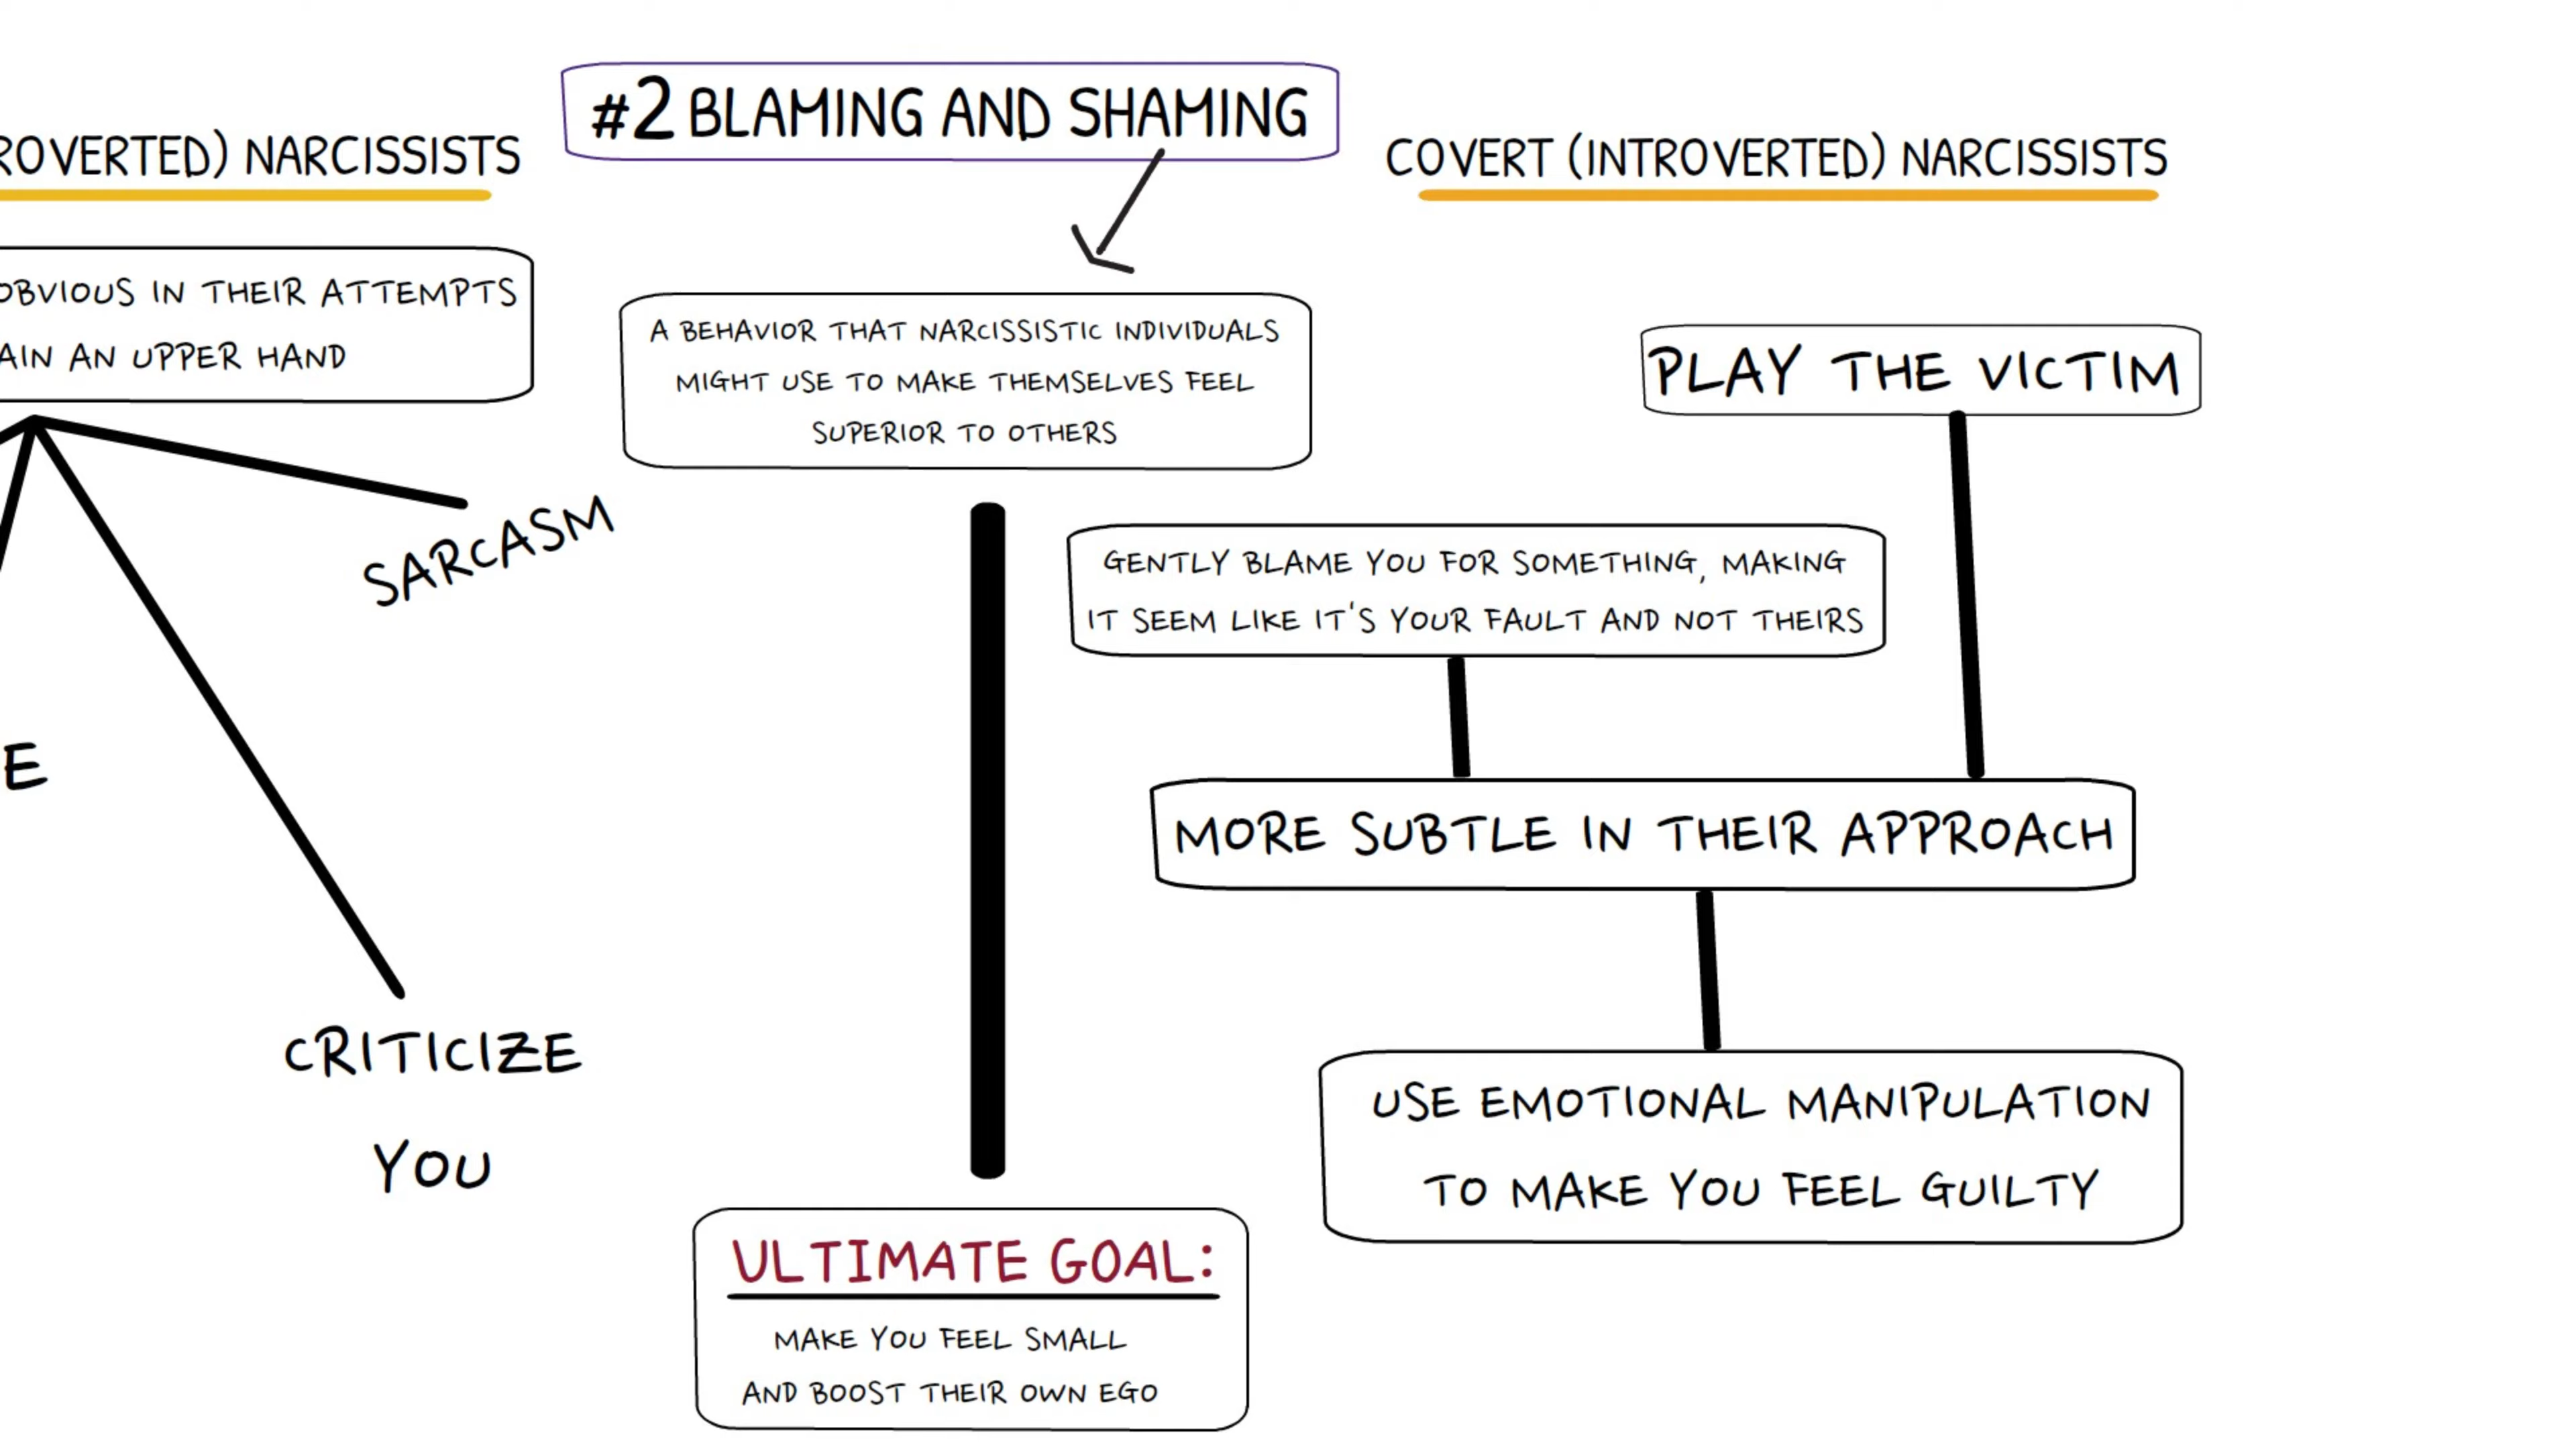 #2 BLAMING AND SHAMING
ROVERTED) NARCISSISTS
COVERT (INTROVERTED) NARCISSISTS
OBVIOUS IN THEIR ATTEMPTS
AIN AN UPPER HAND
A BEHAVIOR THAT NARCISSISTIC INDIVIDUALS
MIGHT USE TO MAKE THEMSELVES FEEL
SUPERIOR TO OTHERS
PLAY THE VICTIM
SARCASM
GENTLY BLAME YOU FOR SOMETHING, MAKING
IT SEEM LIKE IT'S YOUR FAULT AND NOT THEIRS
E
MORE SUBTLE IN THEIR APPROACH
CRITICIZE
YOU
USE EMOTIONAL MANIPULATION
TO MAKE YOU FEEL GUILTY
ULTIMATE GOAL:
MAKE YOU FEEL SMALL
AND BOOST THEIR OWN EGO